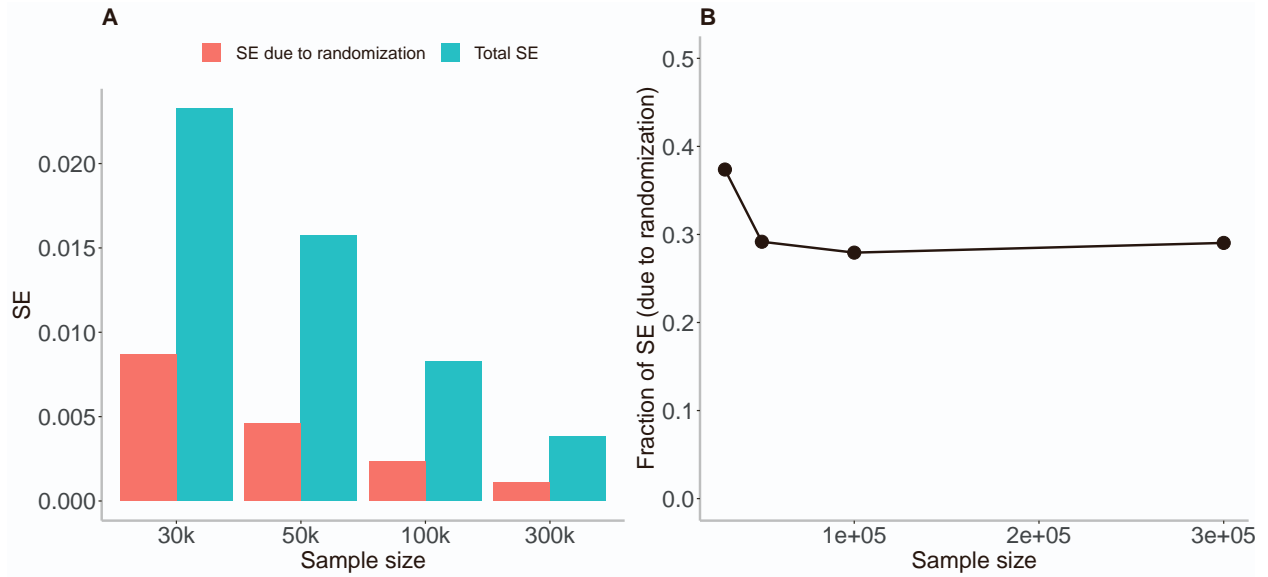 A
SE due to randomization
Total SE
SE
0.020
0.015
0.010
0.005
0.000
30k
50k
100k
300k
Sample size
B
Fraction of SE (due to randomization)
0.5
0.4
0.3
0.2
0.1
0.0
1e+05
2e+05
3e+05
Sample size